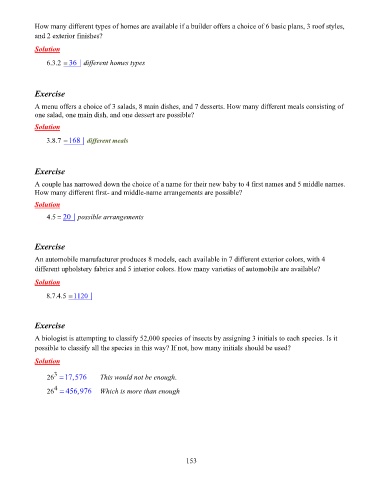 How many different types of homes are available if a builder offers a choice of 6 basic plans, 3 roof styles,
and 2 exterior finishes?
Solution
6.3.2 = 36 | different homes types
Exercise
A menu offers a choice of 3 salads, 8 main dishes, and 7 desserts. How many different meals consisting of
one salad, one main dish, and one dessert are possible?
Solution
3.8.7 = 168 | different meals
Exercise
A couple has narrowed down the choice of a name for their new baby to 4 first names and 5 middle names.
How many different first- and middle-name arrangements are possible?
Solution
4.5 = 20 | possible arrangements
Exercise
An automobile manufacturer produces 8 models, each available in 7 different exterior colors, with 4
different upholstery fabrics and 5 interior colors. How many varieties of automobile are available?
Solution
8.7.4.5 = 1120 |
Exercise
A biologist is attempting to classify 52,000 species of insects by assigning 3 initials to each species. Is it
possible to classify all the species in this way? If not, how many initials should be used?
Solution
26³ = 17,576 This would not be enough.
26⁴ = 456,976 Which is more than enough
153